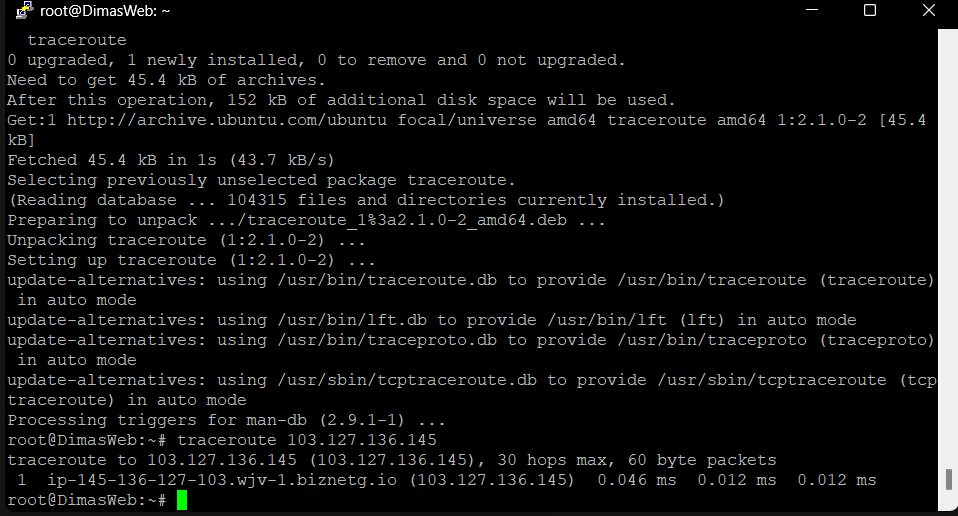 root@DimasWeb: ~
traceroute
0 upgraded, 1 newly installed, 0 to remove and 0 not upgraded.
Need to get 45.4 kB of archives.
After this operation, 152 kB of additional disk space will be used.
Get:1 http://archive.ubuntu.com/ubuntu focal/universe amd64 traceroute amd64 1:2.1.0-2 [45.4
kB]
Fetched 45.4 kB in 1s (43.7 kB/s)
Selecting previously unselected package traceroute.
(Reading database ... 104315 files and directories currently installed.)
Preparing to unpack .../traceroute_1%3a2.1.0-2_amd64.deb ...
Unpacking traceroute (1:2.1.0-2) ...
Setting up traceroute (1:2.1.0-2) ...
update-alternatives: using /usr/bin/traceroute.db to provide /usr/bin/traceroute (traceroute)
in auto mode
update-alternatives: using /usr/bin/lft.db to provide /usr/bin/lft (lft) in auto mode
update-alternatives: using /usr/bin/traceproto.db to provide /usr/bin/traceproto (traceproto)
in auto mode
update-alternatives: using /usr/sbin/tcptraceroute.db to provide /usr/sbin/tcptraceroute (tcp
traceroute) in auto mode
Processing triggers for man-db (2.9.1-1) ...
root@DimasWeb:~# traceroute 103.127.136.145
traceroute to 103.127.136.145 (103.127.136.145), 30 hops max, 60 byte packets
1  ip-145-136-127-103.wjv-1.biznetg.io (103.127.136.145)  0.046 ms  0.012 ms  0.012 ms
root@DimasWeb:~#